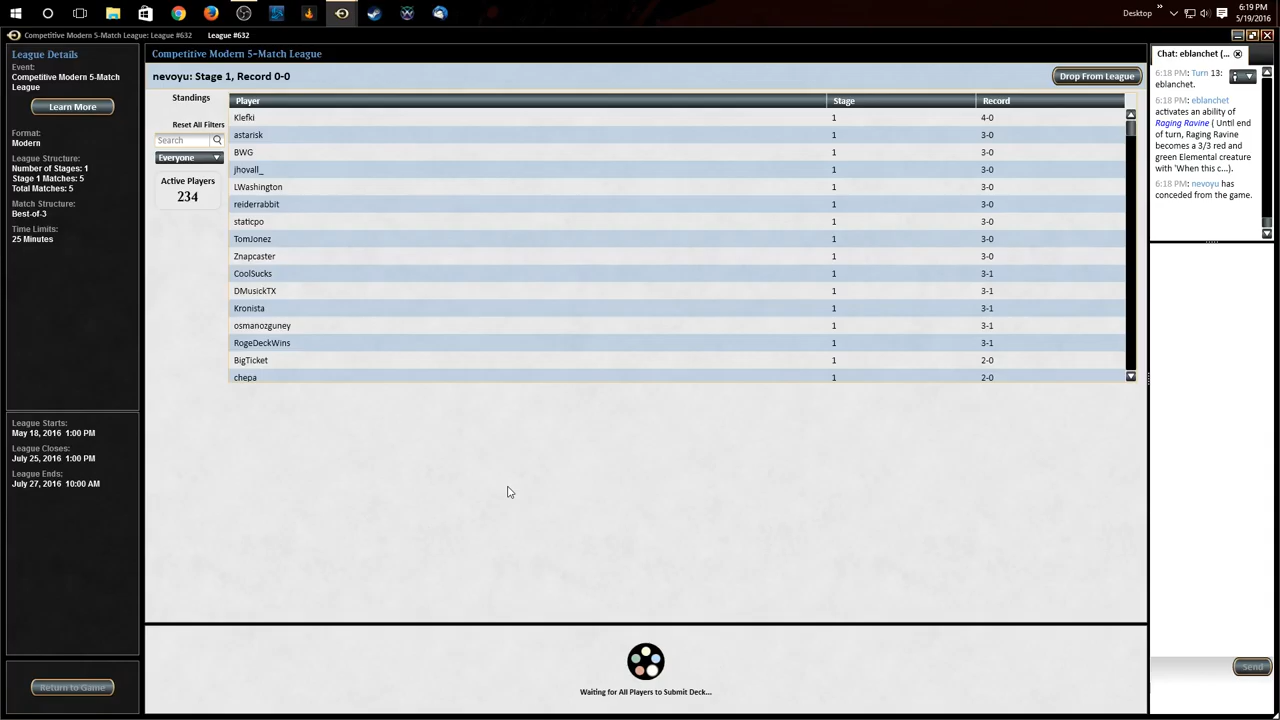 Desktop
»
6:19 PM
5/19/2016
Competitive Modern 5-Match League: League #632
League #632
League Details
Event:
Competitive Modern 5-Match
League
Learn More
Format:
Modern
League Structure:
Number of Stages: 1
Stage 1 Matches: 5
Total Matches: 5
Match Structure:
Best-of-3
Time Limits:
25 Minutes
League Starts:
May 18, 2016 1:00 PM
League Closes:
July 25, 2016 1:00 PM
League Ends:
July 27, 2016 10:00 AM
Return to Game
Competitive Modern 5-Match League
nevoyu: Stage 1, Record 0-0
Drop From League
Standings
Reset All Filters
Search
Everyone
Active Players
234
Player Stage Record
Klefki 1 4-0
astarisk 1 3-0
BWG 1 3-0
jhovall_ 1 3-0
LWashington 1 3-0
reiderrabbit 1 3-0
staticpo 1 3-0
TomJonez 1 3-0
Znapcaster 1 3-0
CoolSucks 1 3-1
DMusickTX 1 3-1
Kronista 1 3-1
osmanozguney 1 3-1
RogeDeckWins 1 3-1
BigTicket 1 2-0
chepa 1 2-0
Waiting for All Players to Submit Deck...
Chat: eblanchet (...
6:18 PM: Turn 13:
eblanchet.
6:18 PM: eblanchet
activates an ability of
Raging Ravine ( Until end
of turn, Raging Ravine
becomes a 3/3 red and
green Elemental creature
with 'When this c...).
6:18 PM: nevoyu has
conceded from the game.
Send